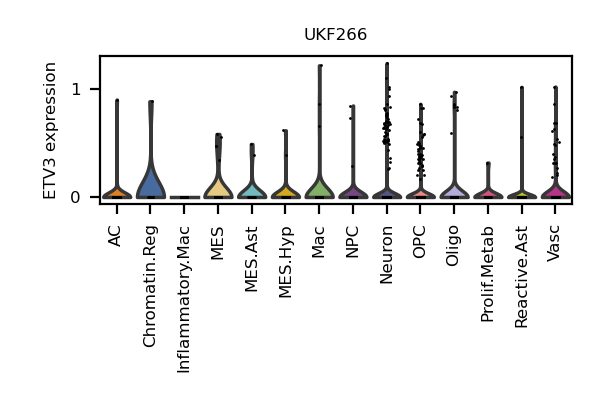 UKF266
ETV3 expression
1
0
AC
Chromatin.Reg
Inflammatory.Mac
MES
MES.Ast
MES.Hyp
Mac
NPC
Neuron
OPC
Oligo
Prolif.Metab
Reactive.Ast
Vasc